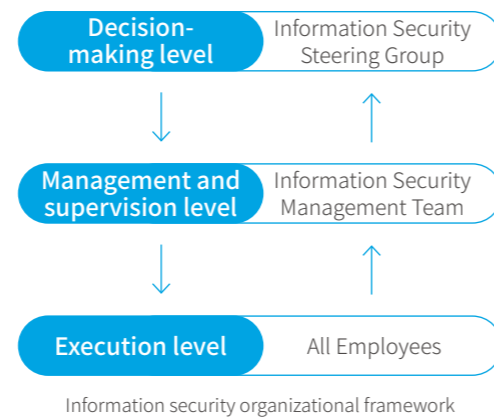 Decision-
making level
Information Security
Steering Group
Management and
supervision level
Information Security
Management Team
Execution level
All Employees
Information security organizational framework